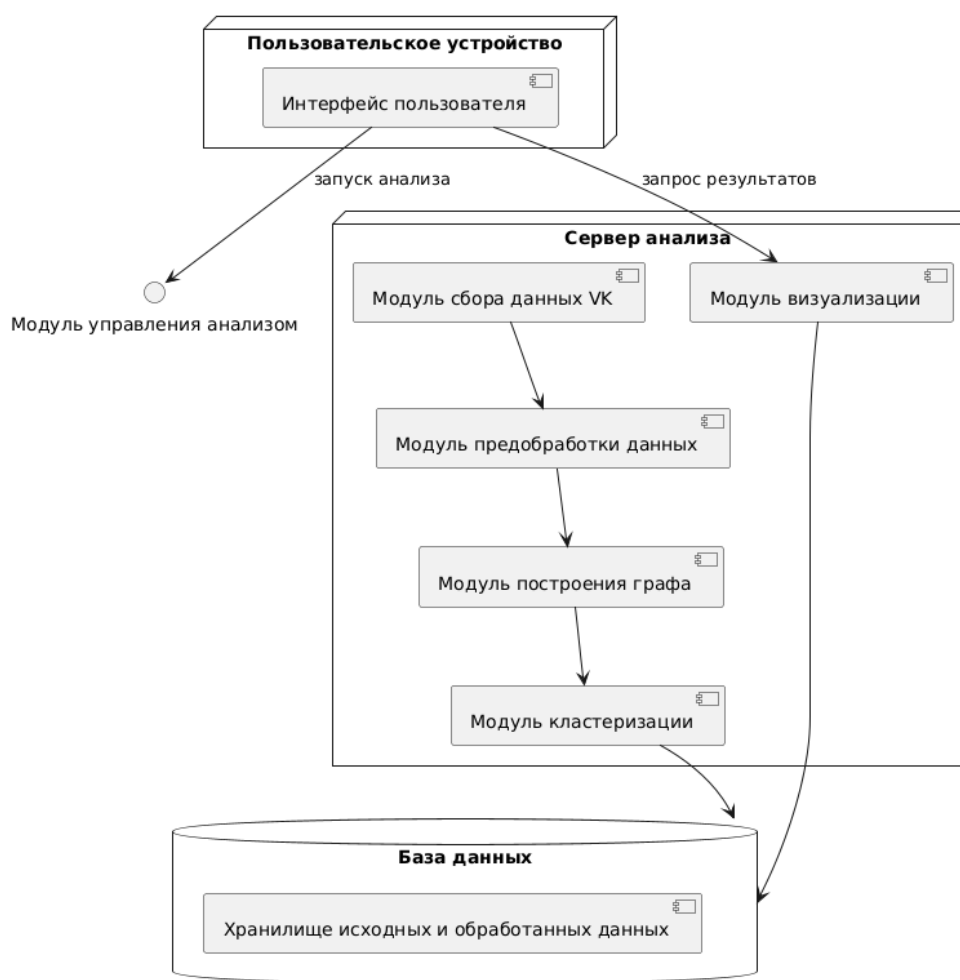 Пользовательское устройство
Интерфейс пользователя
запуск анализа
запрос результатов
Сервер анализа
Модуль сбора данных VK
Модуль визуализации
Модуль управления анализом
Модуль предобработки данных
Модуль построения графа
Модуль кластеризации
База данных
Хранилище исходных и обработанных данных